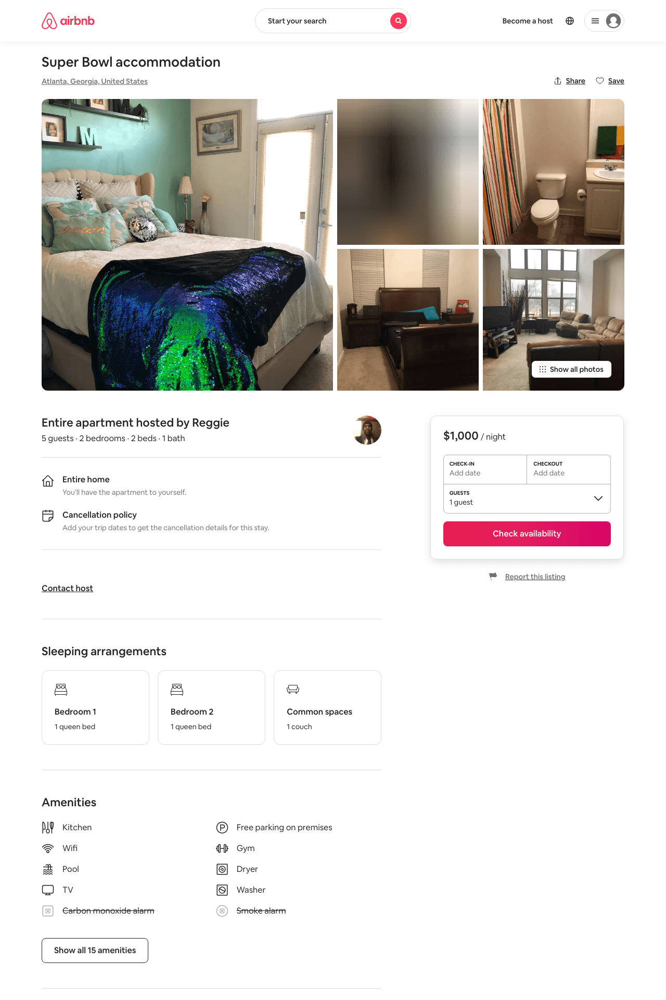 airbnb
Start your search
Become a host
Super Bowl accommodation
Atlanta, Georgia, United States
Share
Save
M
M
dream
Show all photos
Entire apartment hosted by Reggie
5 guests · 2 bedrooms · 2 beds · 1 bath
Entire home
You’ll have the apartment to yourself.
Cancellation policy
Add your trip dates to get the cancellation details for this stay.
$1,000 / night
CHECK-IN
Add date
CHECKOUT
Add date
GUESTS
1 guest
Check availability
Report this listing
Contact host
Sleeping arrangements
Bedroom 1
1 queen bed
Bedroom 2
1 queen bed
Common spaces
1 couch
Amenities
Kitchen
Free parking on premises
Wifi
Gym
Pool
Dryer
TV
Washer
Carbon monoxide alarm
Smoke alarm
Show all 15 amenities